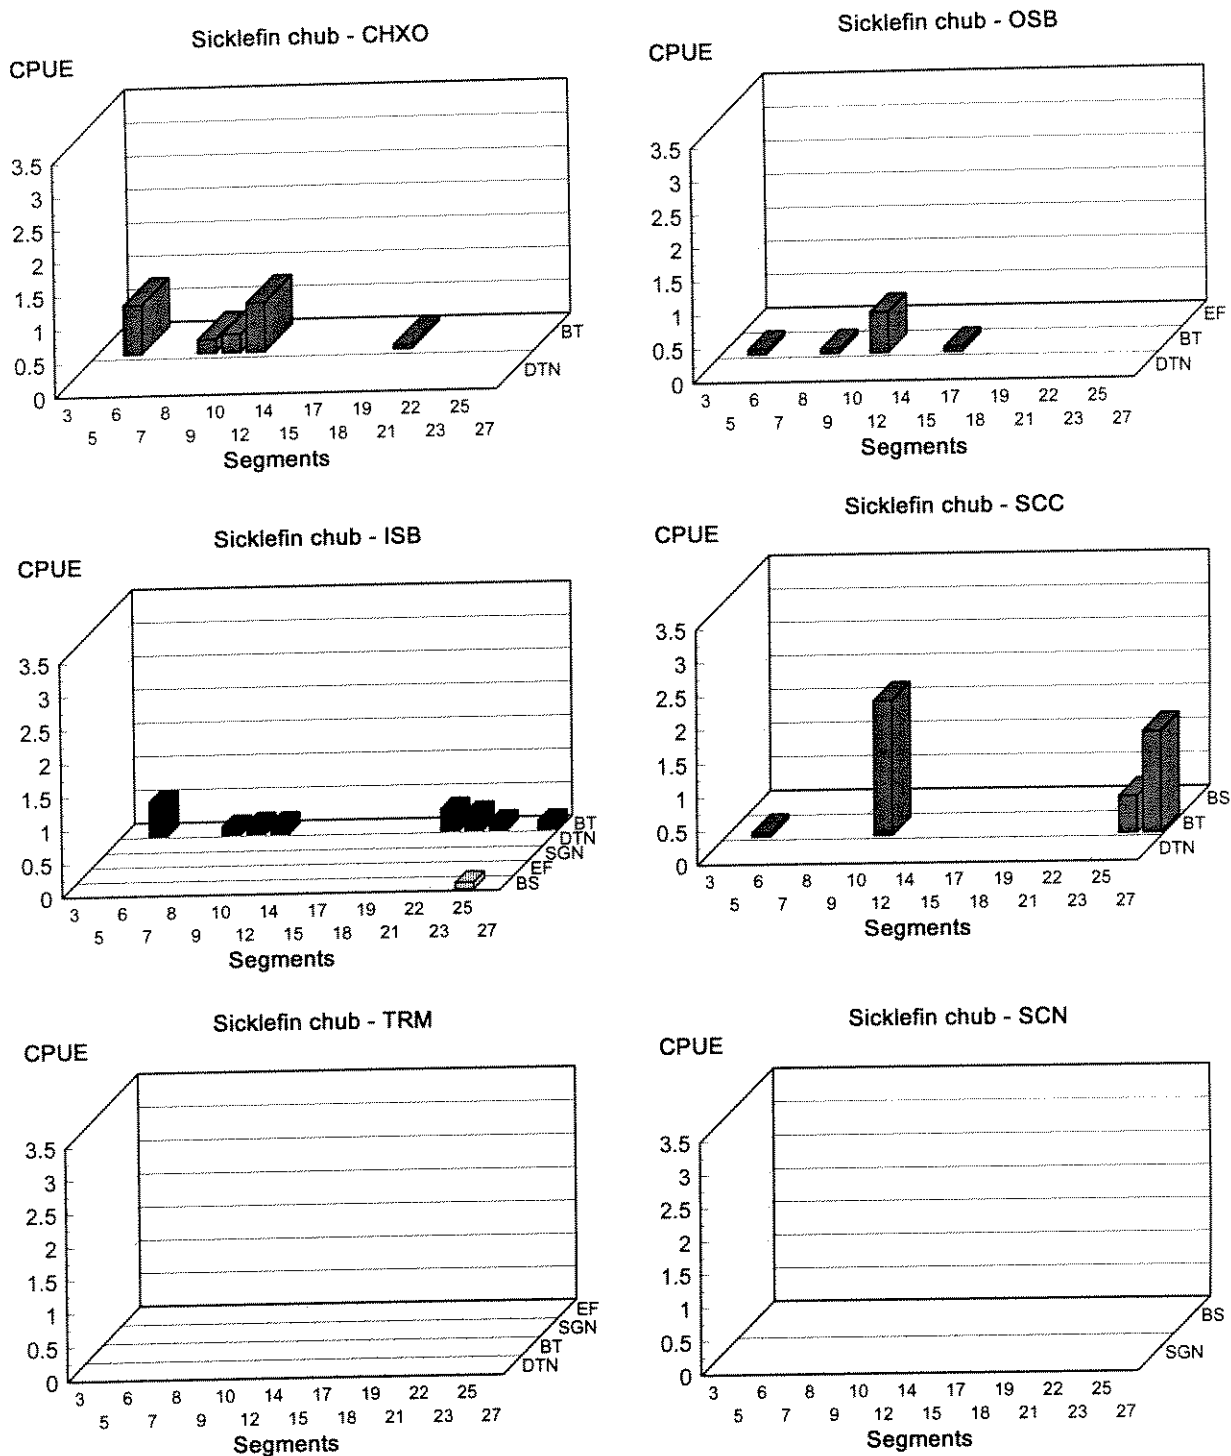 Sicklefin chub - CHXO
CPUE
3.5
3
2.5
2
1.5
1
0.5
0
BT
DTN
3 6 8 10 14 17 19 22 25
5 7 9 12 15 18 21 23 27
Segments
Sicklefin chub - OSB
CPUE
3.5
3
2.5
2
1.5
1
0.5
0
EF
BT
DTN
3 6 8 10 14 17 19 22 25
5 7 9 12 15 18 21 23 27
Segments
Sicklefin chub - ISB
CPUE
3.5
3
2.5
2
1.5
1
0.5
0
BT
DTN
SGN
EF
BS
3 6 8 10 14 17 19 22 25
5 7 9 12 15 18 21 23 27
Segments
Sicklefin chub - SCC
CPUE
3.5
3
2.5
2
1.5
1
0.5
0
BS
BT
DTN
3 6 8 10 14 17 19 22 25
5 7 9 12 15 18 21 23 27
Segments
Sicklefin chub - TRM
CPUE
3.5
3
2.5
2
1.5
1
0.5
0
EF
SGN
BT
DTN
3 6 8 10 14 17 19 22 25
5 7 9 12 15 18 21 23 27
Segments
Sicklefin chub - SCN
CPUE
3.5
3
2.5
2
1.5
1
0.5
0
BS
SGN
3 6 8 10 14 17 19 22 25
5 7 9 12 15 18 21 23 27
Segments